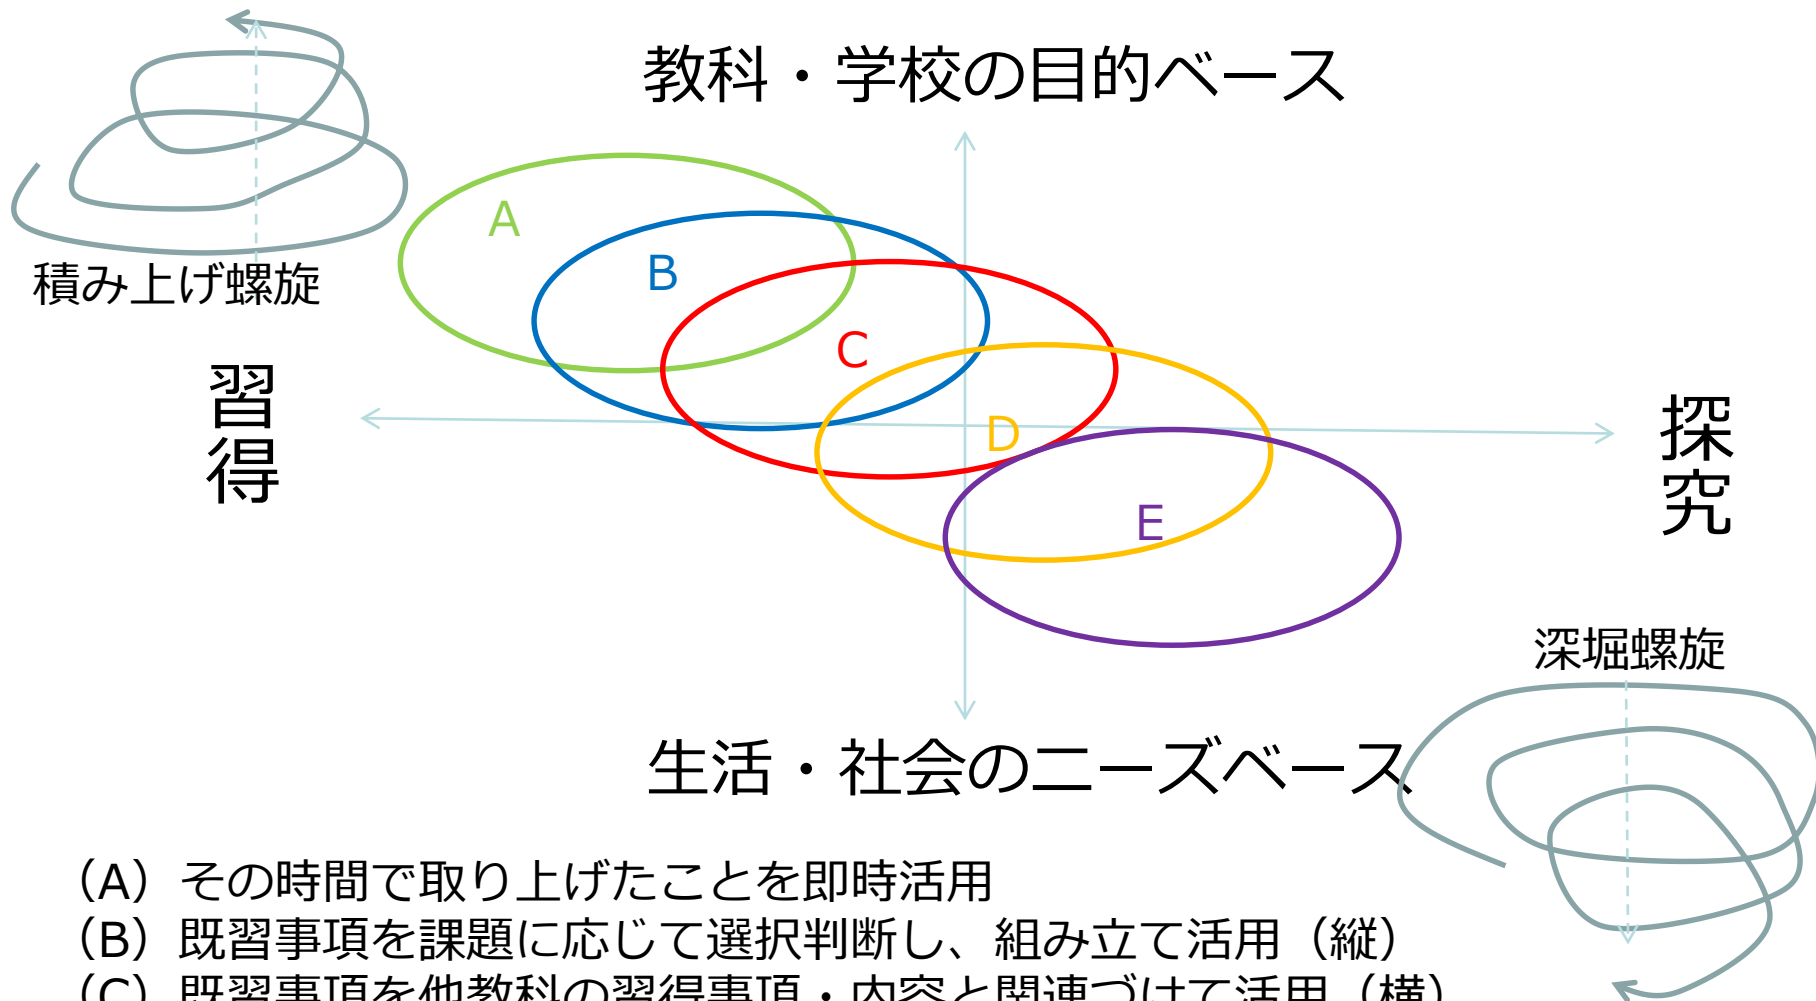 教科・学校の目的ベース
A
B
積み上げ螺旋
C
習得
探究
D
E
深堀螺旋
生活・社会のニーズベース
（A）その時間で取り上げたことを即時活用
（B）既習事項を課題に応じて選択判断し、組み立て活用（縦）
（C）既習事項を他教科の習得事項・内容と関連づけて活用（横）